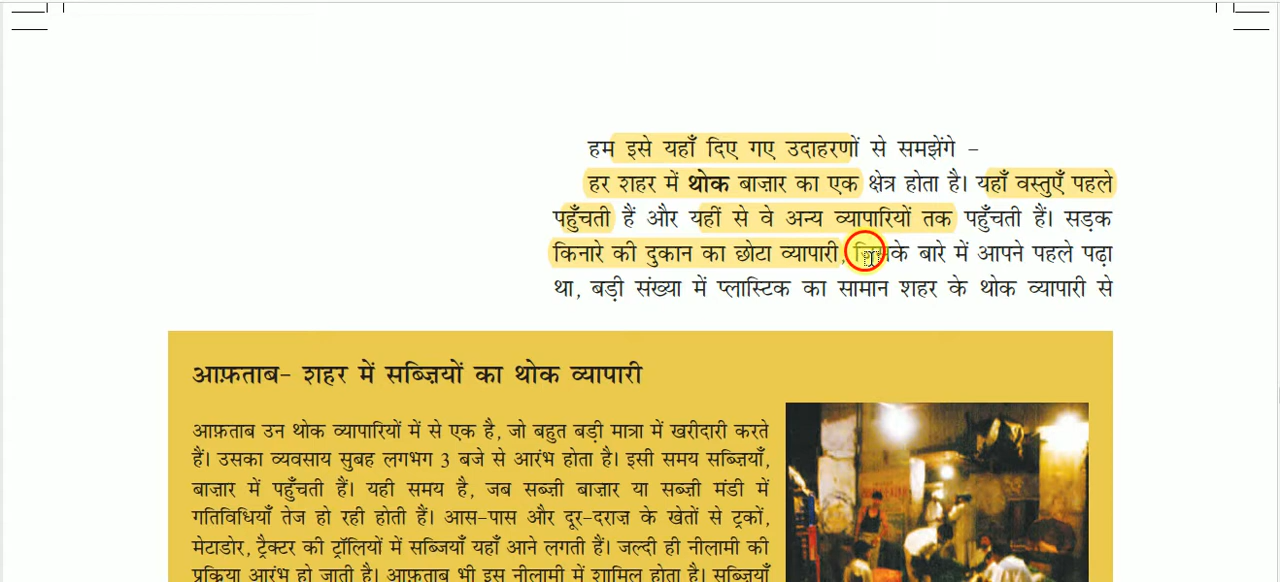 हम इसे यहाँ दिए गए उदाहरणों से समझेंगे –
हर शहर में थोक बाज़ार का एक क्षेत्र होता है। यहाँ वस्तुएँ पहले
पहुँचती हैं और यहीं से वे अन्य व्यापारियों तक पहुँचती हैं। सड़क
किनारे की दुकान का छोटा व्यापारी, जिसके बारे में आपने पहले पढ़ा
था, बड़ी संख्या में प्लास्टिक का सामान शहर के थोक व्यापारी से
आफ़ताब- शहर में सब्ज़ियों का थोक व्यापारी
आफ़ताब उन थोक व्यापारियों में से एक है, जो बहुत बड़ी मात्रा में खरीदारी करते
हैं। उसका व्यवसाय सुबह लगभग 3 बजे से आरंभ होता है। इसी समय सब्ज़ियाँ,
बाज़ार में पहुँचती हैं। यही समय है, जब सब्ज़ी बाज़ार या सब्ज़ी मंडी में
गतिविधियाँ तेज हो रही होती हैं। आस-पास और दूर-दराज़ के खेतों से ट्रकों,
मेटाडोर, ट्रैक्टर की ट्रॉलियों में सब्जियाँ यहाँ आने लगती हैं। जल्दी ही नीलामी की
प्रक्रिया आरंभ हो जाती है। आफ़ताब भी इस नीलामी में शामिल होता है। सब्ज़ियाँ